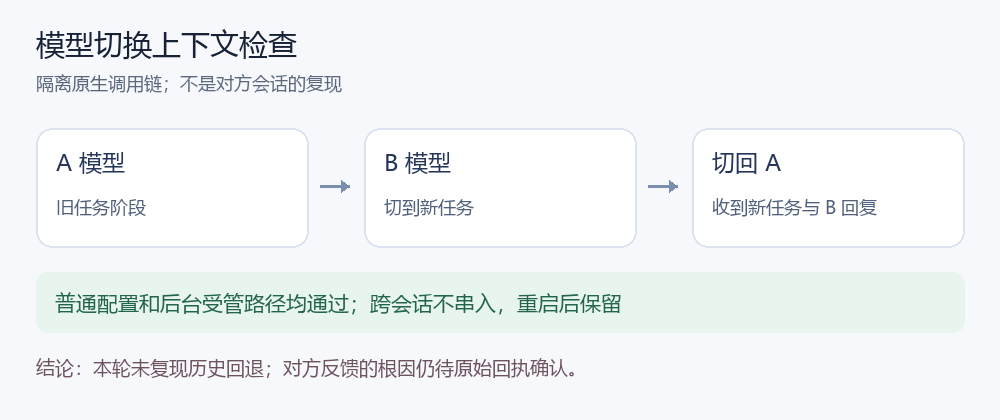 模型切换上下文检查
隔离原生调用链；不是对方会话的复现
A 模型
旧任务阶段
B 模型
切到新任务
切回 A
收到新任务与 B 回复
普通配置和后台受管路径均通过；跨会话不串入，重启后保留
结论：本轮未复现历史回退；对方反馈的根因仍待原始回执确认。